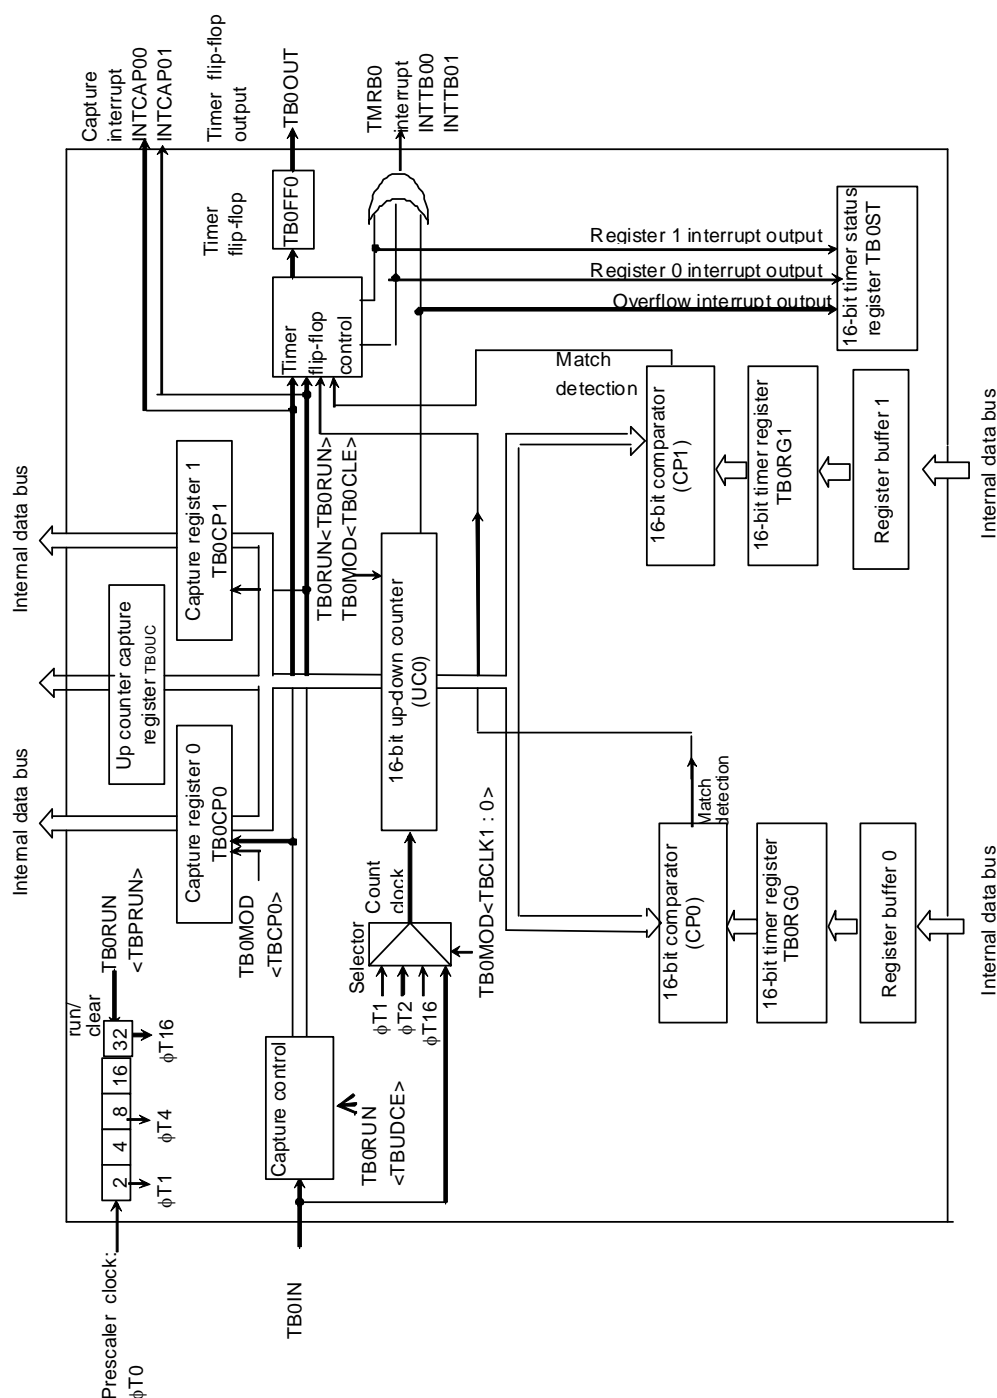 Prescaler clock:
ϕT0
2 4 8 16 32
run/
clear
TB0RUN
<TBPRUN>
ϕT1
ϕT4
ϕT16
Internal data bus
Internal data bus
Up counter capture
register TB0UC
Capture register 0
TB0CP0
Capture register 1
TB0CP1
TB0MOD
<TBCP0>
Capture
interrupt
INTCAP00
INTCAP01
Timer flip-flop
output
TB0OUT
Timer
flip-flop
TB0FF0
TB0IN
Capture control
TB0RUN
<TBUDCE>
Selector
Count
clock
ϕT1
ϕT2
ϕT16
TB0MOD<TBCLK1 : 0>
16-bit up-down counter
(UC0)
TB0RUN<TB0RUN>
TB0MOD<TB0CLE>
Timer
flip-flop
control
TMRB0
interrupt
INTTB00
INTTB01
Register 1 interrupt output
Register 0 interrupt output
Overflow interrupt output
16-bit timer status
register TB0ST
Match
detection
Match
detection
16-bit comparator
(CP0)
16-bit timer register
TB0RG0
Register buffer 0
Internal data bus
16-bit comparator
(CP1)
16-bit timer register
TB0RG1
Register buffer 1
Internal data bus